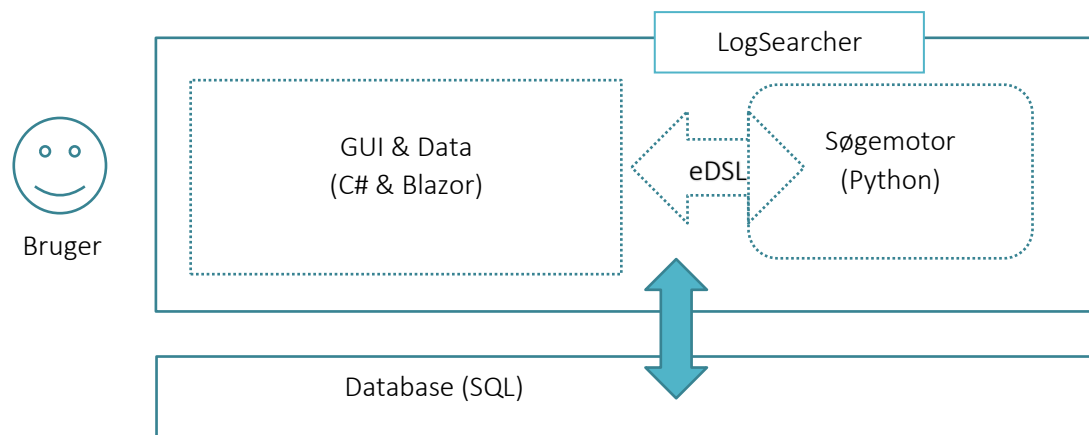 LogSearcher
GUI & Data
(C# & Blazor)
eDSL
Søgemotor
(Python)
Bruger
Database (SQL)